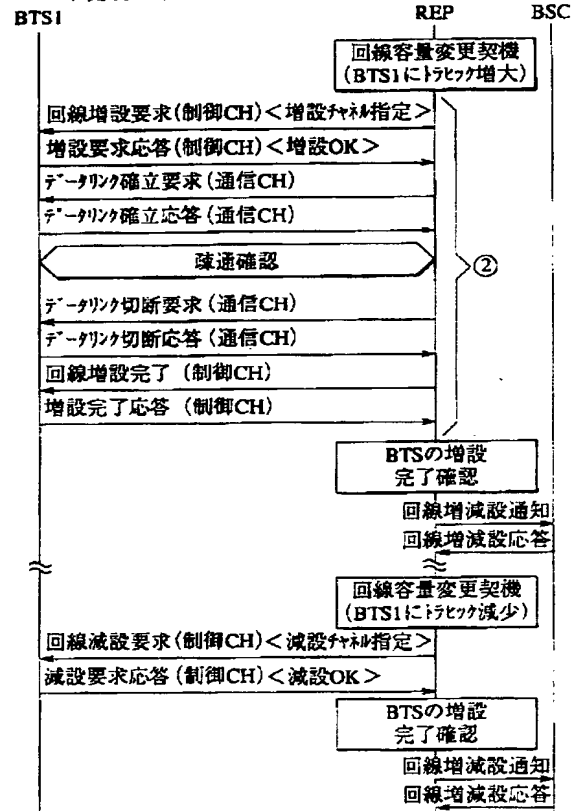 BTS1 REP BSC
回線容量変更契機
(BTS1にトラヒック増大)
回線増設要求(制御CH)<増設チャネル指定>
増設要求応答(制御CH)<増設OK>
データリンク確立要求(通信CH)
データリンク確立応答(通信CH)
疎通確認
②
データリンク切断要求(通信CH)
データリンク切断応答(通信CH)
回線増設完了(制御CH)
増設完了応答(制御CH)
BTSの増設
完了確認
回線増減設通知
回線増減設応答
回線容量変更契機
(BTS1にトラヒック減少)
回線減設要求(制御CH)<減設チャネル指定>
減設要求応答(制御CH)<減設OK>
BTSの増設
完了確認
回線増減設通知
回線増減設応答